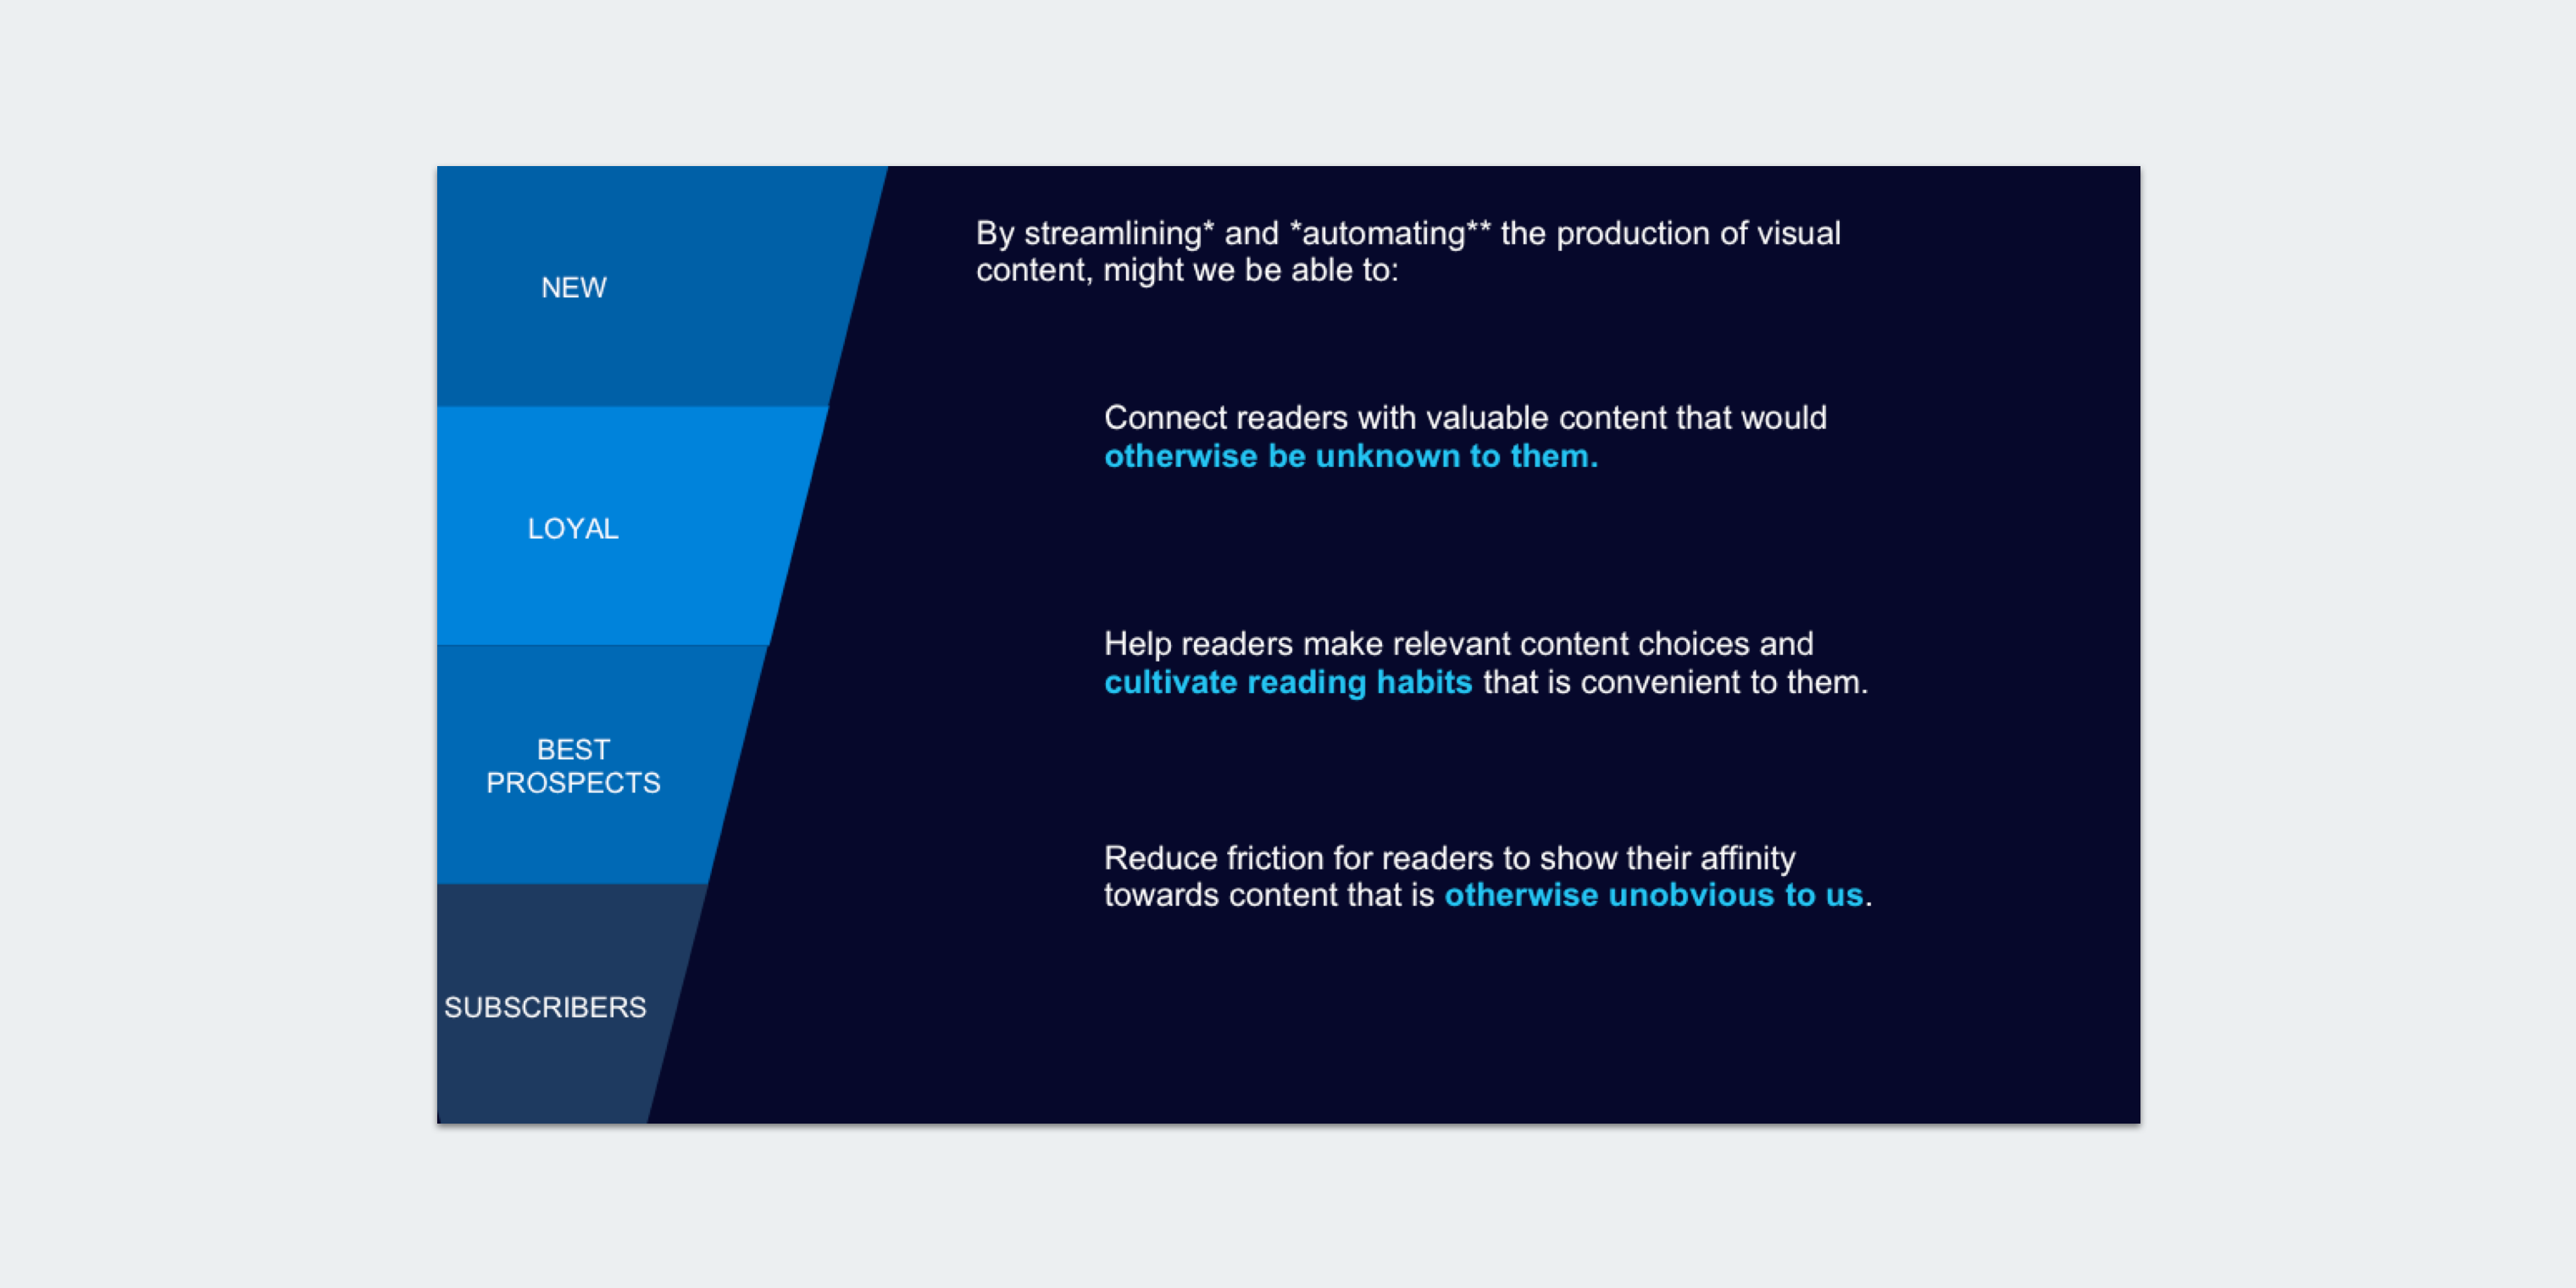 NEW
LOYAL
BEST
PROSPECTS
SUBSCRIBERS
By streamlining* and *automating** the production of visual
content, might we be able to:
Connect readers with valuable content that would
otherwise be unknown to them.
Help readers make relevant content choices and
cultivate reading habits that is convenient to them.
Reduce friction for readers to show their affinity
towards content that is otherwise unobvious to us.